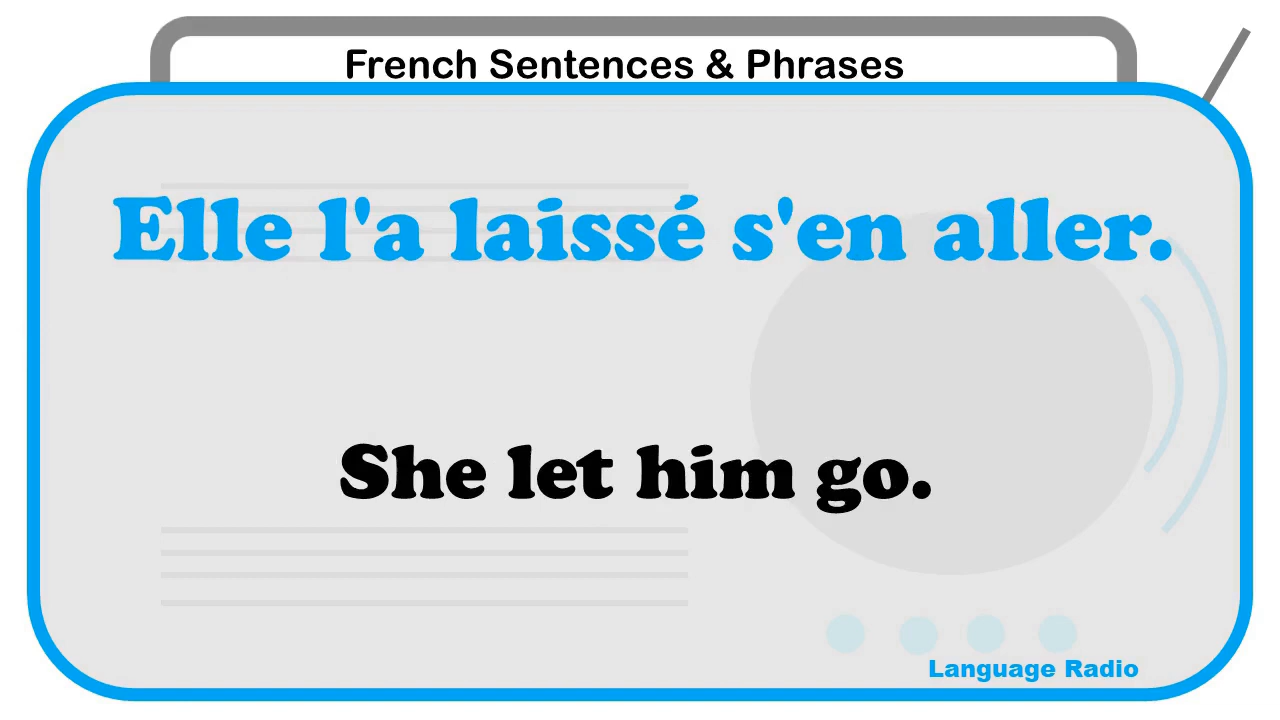 French Sentences & Phrases
Elle l'a laissé s'en aller.
She let him go.
Language Radio